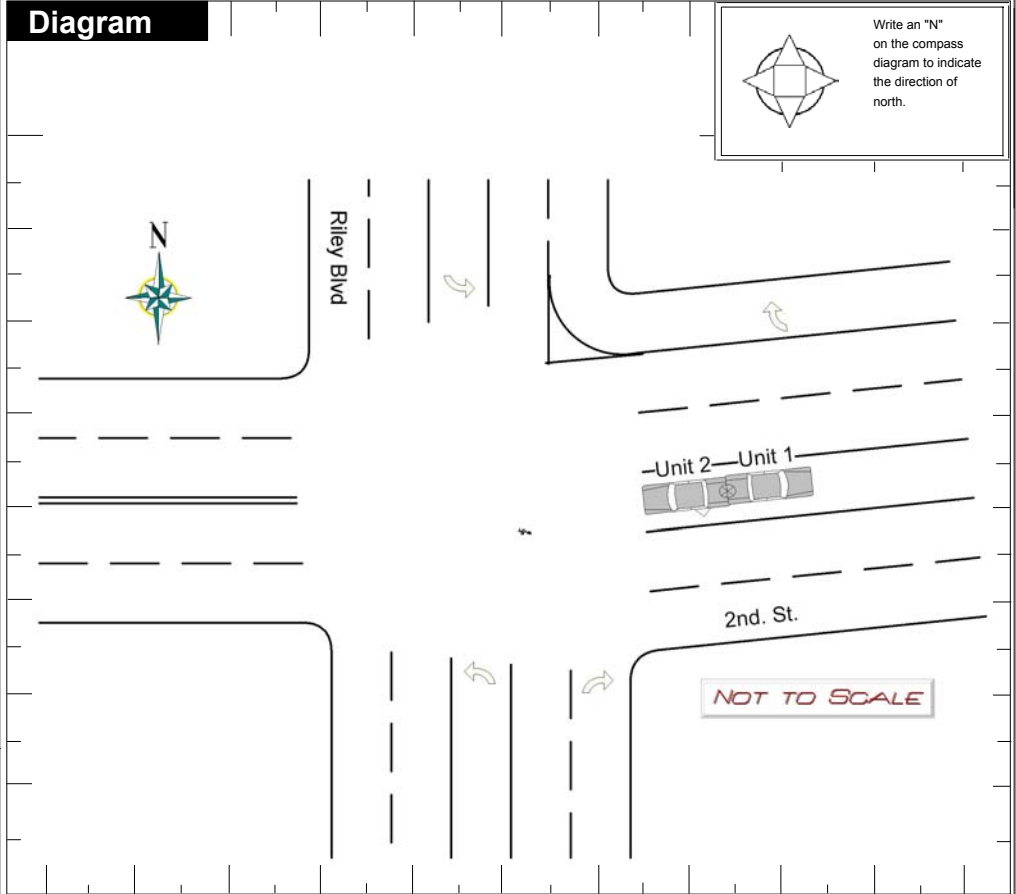 Diagram
Write an "N"
on the compass
diagram to indicate
the direction of
north.
N
Riley Blvd
Unit 2
Unit 1
2nd. St.
NOT TO SCALE